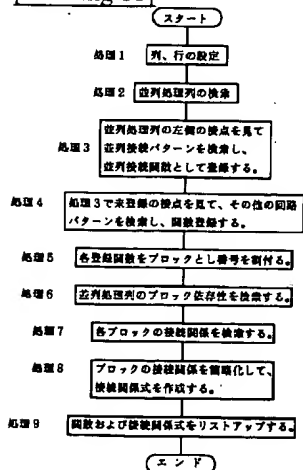 スタート
処理1
列、行の設定
処理2
並列処理列の検索
処理3
並列処理列の左側の接点を見て
並列接続パターンを検索し、
並列接続関数として登録する。
処理4
処理3で未登録の接点を見て、その他の回路
パターンを検索し、関数登録する。
処理5
各登録関数をブロックとし番号を割付る。
処理6
並列処理列のブロック依存性を検索する。
処理7
各ブロックの接続関係を検索する。
処理8
ブロックの接続関係を簡略化して、
接続関係式を作成する。
処理9
関数および接続関係式をリストアップする。
エンド